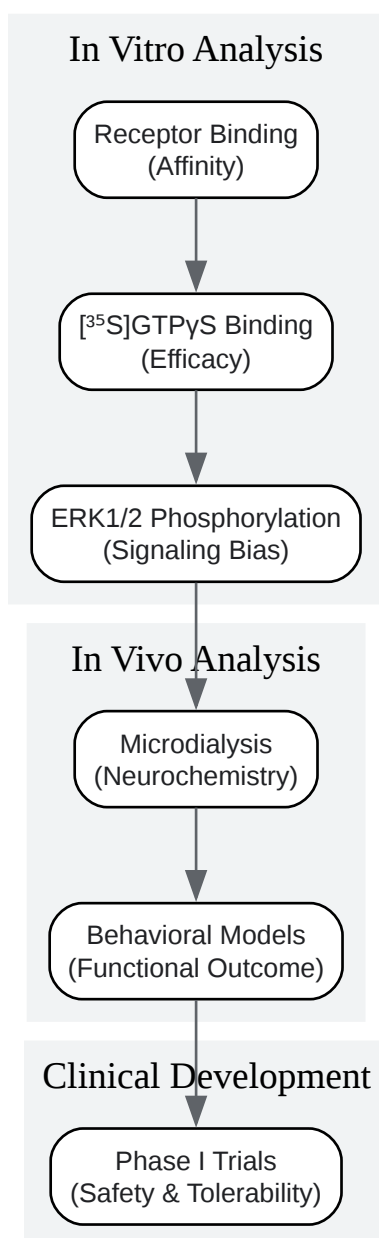 In Vitro Analysis
Receptor Binding
(Affinity)
[³⁵S]GTPγS Binding
(Efficacy)
ERK1/2 Phosphorylation
(Signaling Bias)
In Vivo Analysis
Microdialysis
(Neurochemistry)
Behavioral Models
(Functional Outcome)
Clinical Development
Phase I Trials
(Safety & Tolerability)